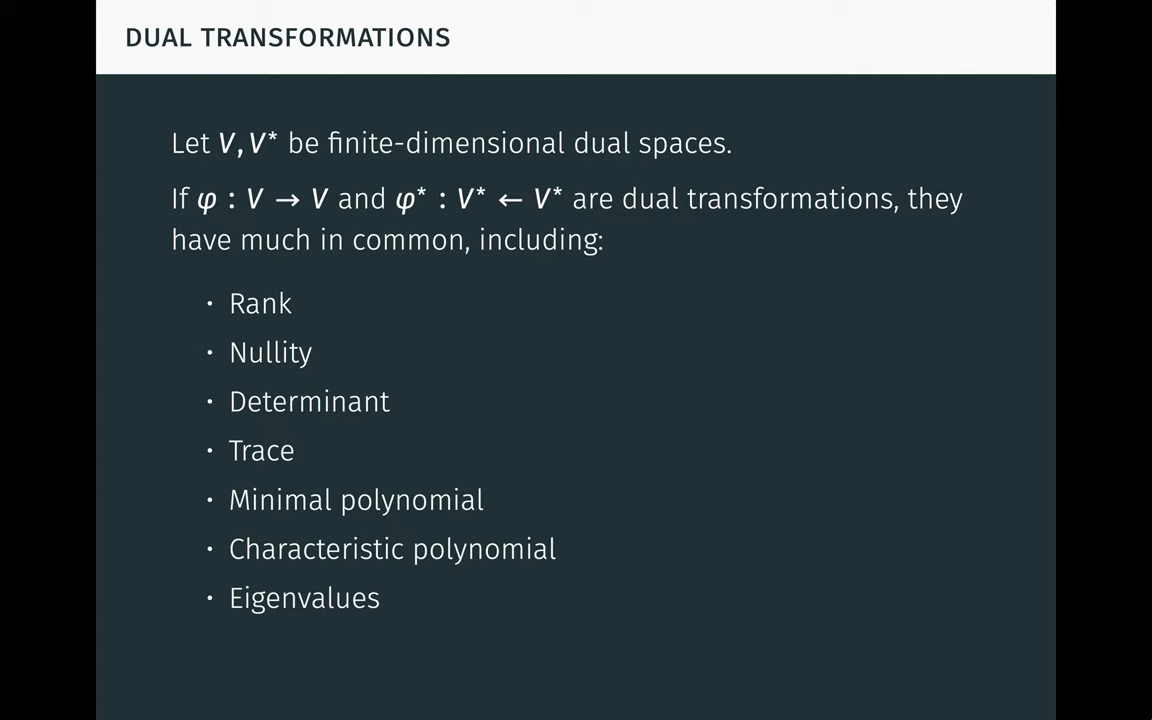 DUAL TRANSFORMATIONS
Let V, V* be finite-dimensional dual spaces.
If φ : V → V and φ* : V* ← V* are dual transformations, they
have much in common, including:
• Rank
• Nullity
• Determinant
• Trace
• Minimal polynomial
• Characteristic polynomial
• Eigenvalues